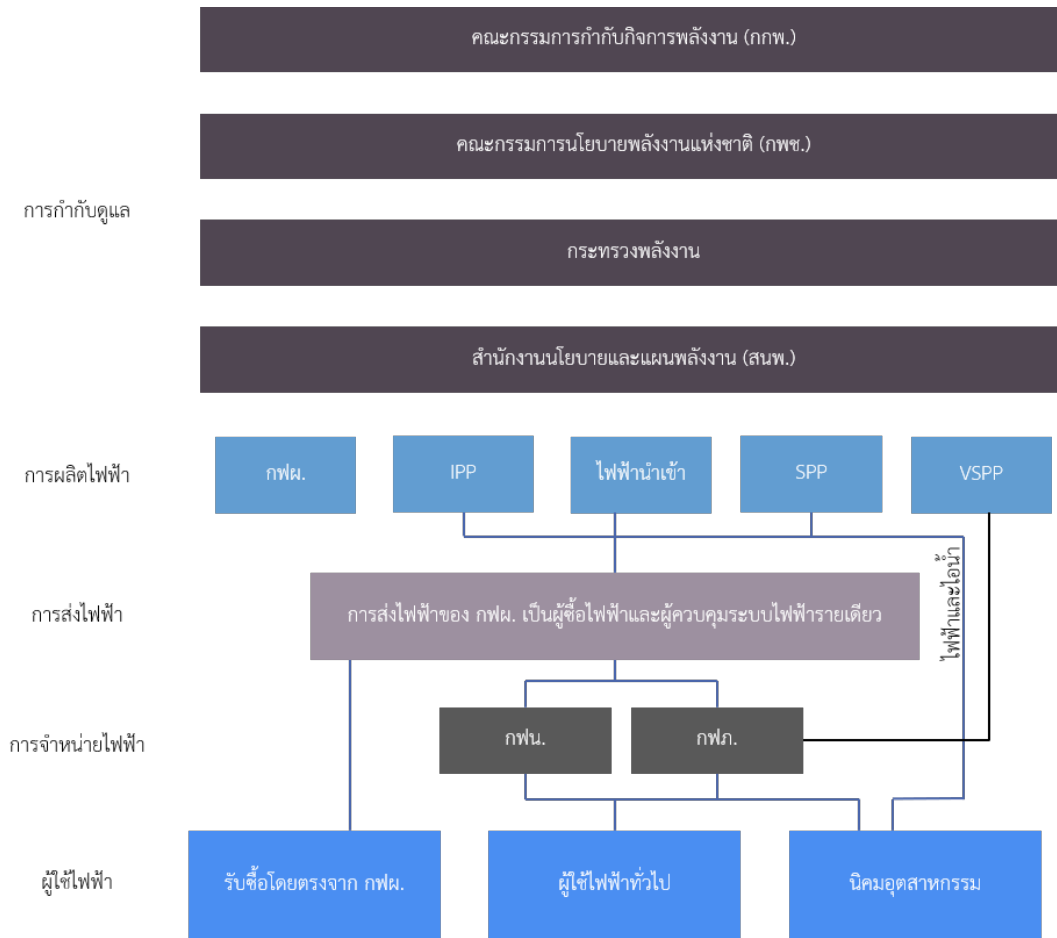 คณะกรรมการกำกับกิจการพลังงาน (กกพ.)
คณะกรรมการนโยบายพลังงานแห่งชาติ (กพช.)
การกำกับดูแล
กระทรวงพลังงาน
สำนักงานนโยบายและแผนพลังงาน (สนพ.)
การผลิตไฟฟ้า
กฟผ.
IPP
ไฟฟ้านำเข้า
SPP
VSPP
ไฟฟ้าและไอน้ำ
การส่งไฟฟ้า
การส่งไฟฟ้าของ กฟผ. เป็นผู้ซื้อไฟฟ้าและผู้ควบคุมระบบไฟฟ้ารายเดียว
การจำหน่ายไฟฟ้า
กฟน.
กฟภ.
ผู้ใช้ไฟฟ้า
รับซื้อโดยตรงจาก กฟผ.
ผู้ใช้ไฟฟ้าทั่วไป
นิคมอุตสาหกรรม